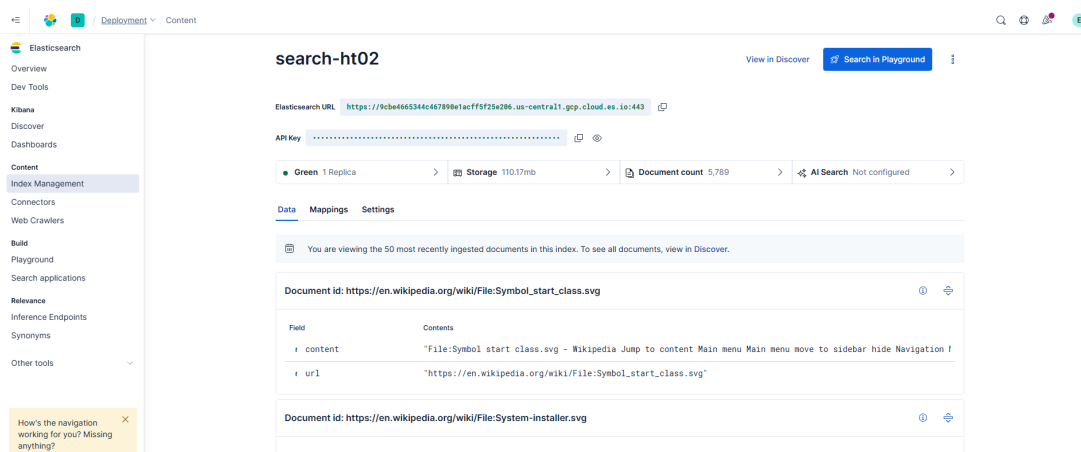 D / Deployment / Content
E
Elasticsearch
Overview
Dev Tools
Kibana
Discover
Dashboards
Content
Index Management
Connectors
Web Crawlers
Build
Playground
Search applications
Relevance
Inference Endpoints
Synonyms
Other tools
How's the navigation
working for you? Missing
anything?
search-ht02
View in Discover
Search in Playground
Elasticsearch URL https://9cbe4665344c467890e1acff5f25e206.us-central1.gcp.cloud.es.io:443
API Key
Green 1 Replica
Storage 110.17mb
Document count 5,789
AI Search Not configured
Data Mappings Settings
You are viewing the 50 most recently ingested documents in this index. To see all documents, view in Discover.
Document id: https://en.wikipedia.org/wiki/File:Symbol_start_class.svg
Field Contents
t content "File:Symbol start class.svg - Wikipedia Jump to content Main menu Main menu move to sidebar hide Navigation
t url "https://en.wikipedia.org/wiki/File:Symbol_start_class.svg"
Document id: https://en.wikipedia.org/wiki/File:System-installer.svg